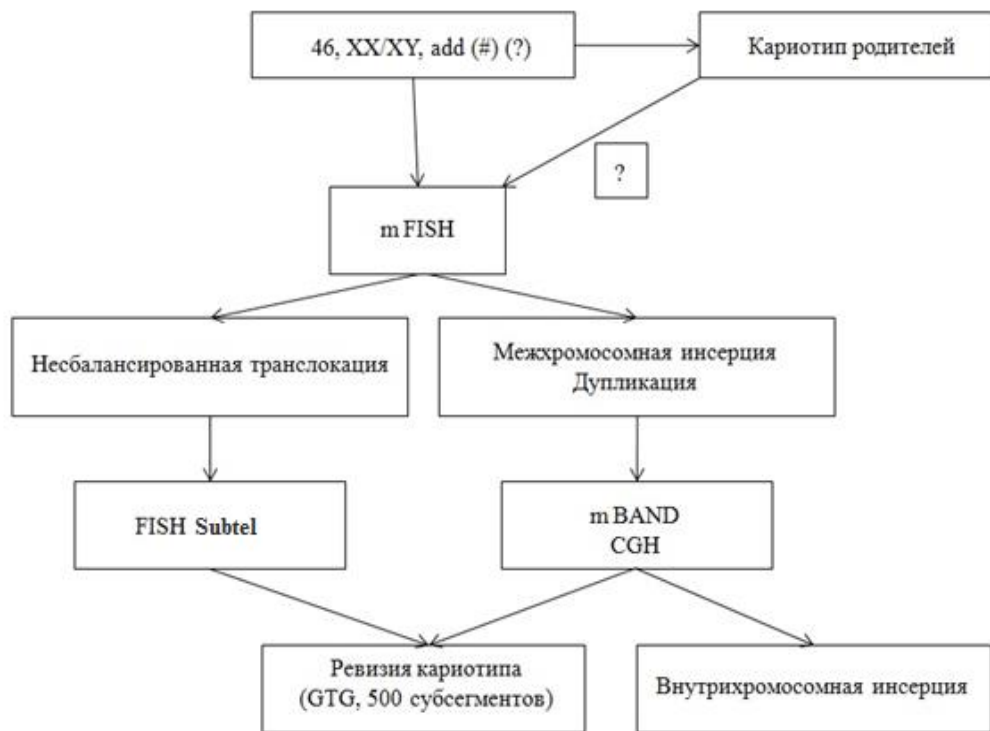 46, XX/XY, add (#) (?)
Кариотип родителей
?
m FISH
Несбалансированная транслокация
Межхромосомная инсерция
Дупликация
FISH Subtel
m BAND
CGH
Ревизия кариотипа
(GTG, 500 субсегментов)
Внутрихромосомная инсерция